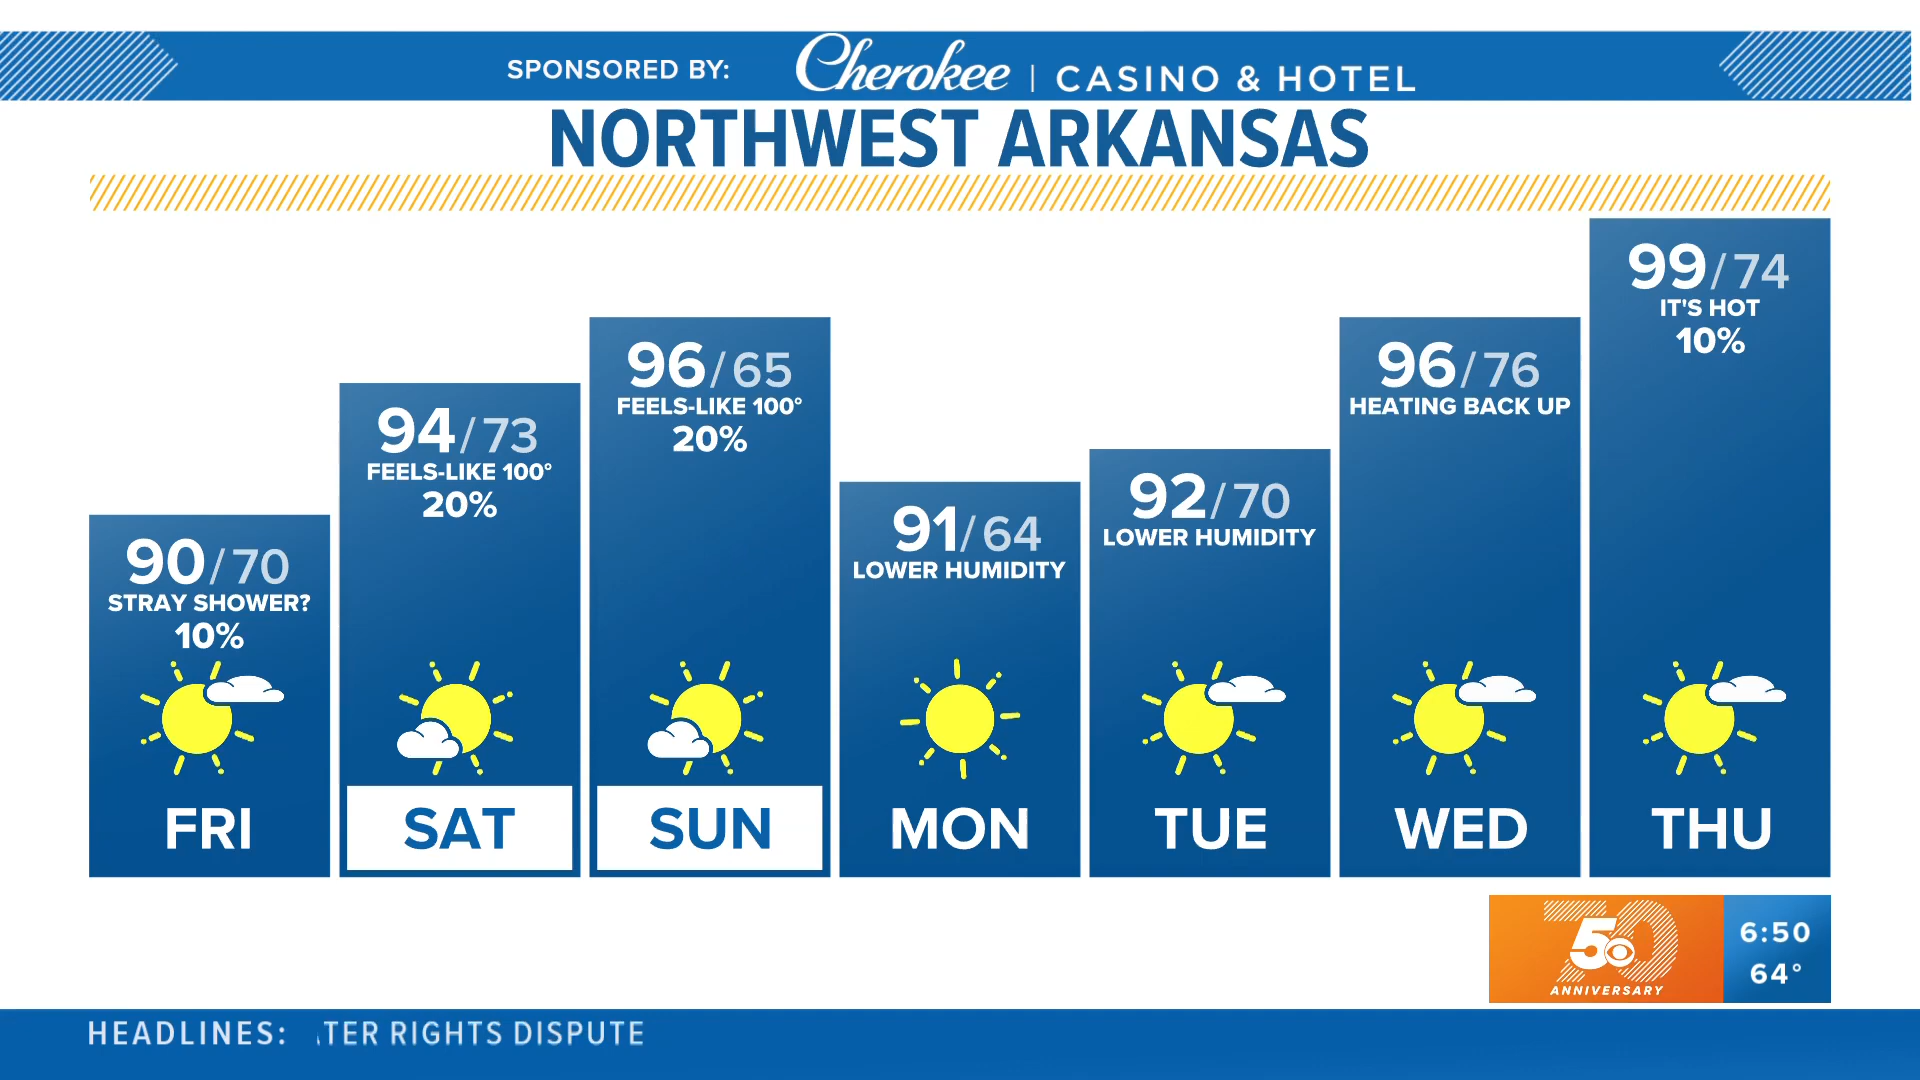 SPONSORED BY: Cherokee | CASINO & HOTEL
NORTHWEST ARKANSAS
90/70
STRAY SHOWER?
10%
FRI
94/73
FEELS-LIKE 100°
20%
SAT
96/65
FEELS-LIKE 100°
20%
SUN
91/64
LOWER HUMIDITY
MON
92/70
LOWER HUMIDITY
TUE
96/76
HEATING BACK UP
WED
99/74
IT'S HOT
10%
THU
70
5
ANNIVERSARY
6:50
64°
HEADLINES: TER RIGHTS DISPUTE